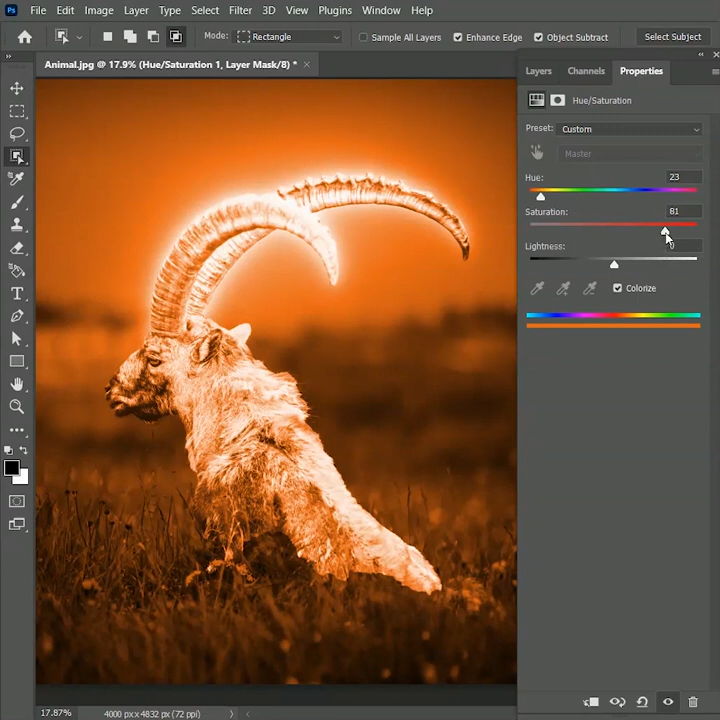 Ps File Edit Image Layer Type Select Filter 3D View Plugins Window Help
Mode: Rectangle Sample All Layers Enhance Edge Object Subtract Select Subject
Animal.jpg @ 17.9% (Hue/Saturation 1, Layer Mask/8) *
Layers Channels Properties
Hue/Saturation
Preset: Custom
Master
Hue: 23
Saturation: 81
Lightness: 0
Colorize
17.87% 4000 px x 4832 px (72 ppi)